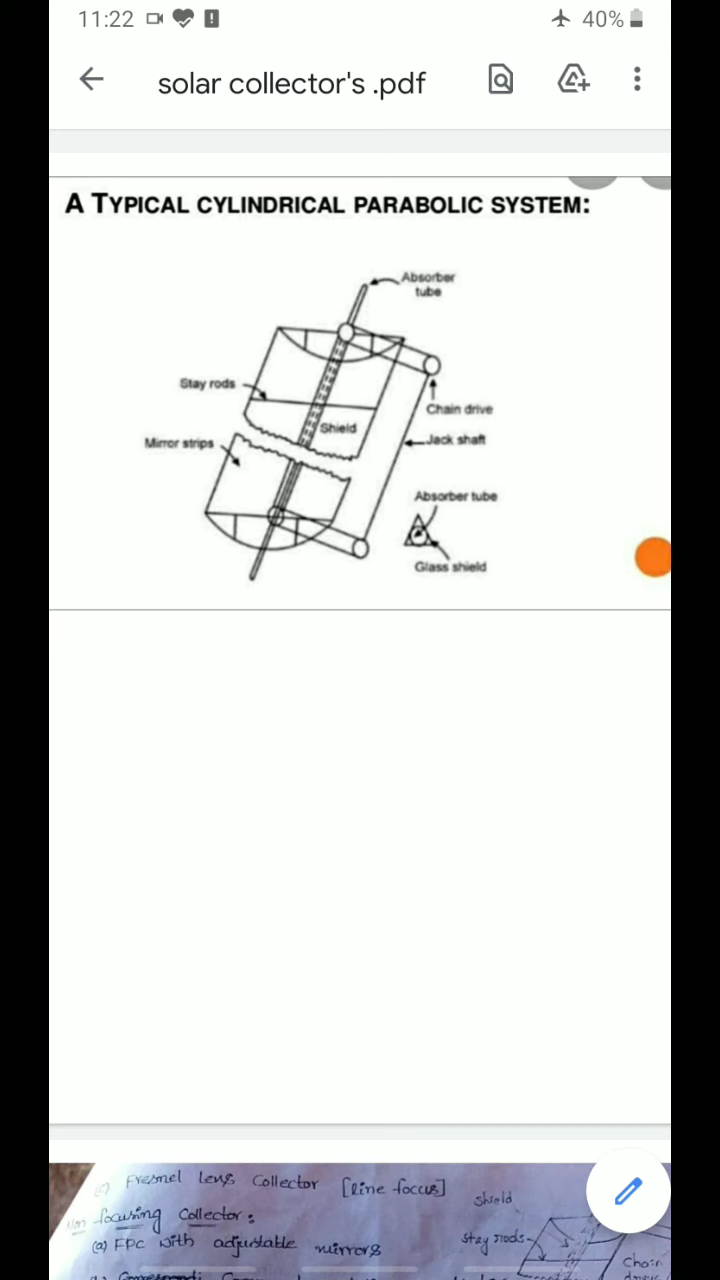 11:22
40%
solar collector's .pdf
A TYPICAL CYLINDRICAL PARABOLIC SYSTEM:
Absorber
tube
Stay rods
Chain drive
Shield
Jack shaft
Mirror strips
Absorber tube
Glass shield
Fresnel Lens Collector [line focus]
Shield
Non focusing Collector:
stay rods
(a) FPC with adjustable mirrors
Chain